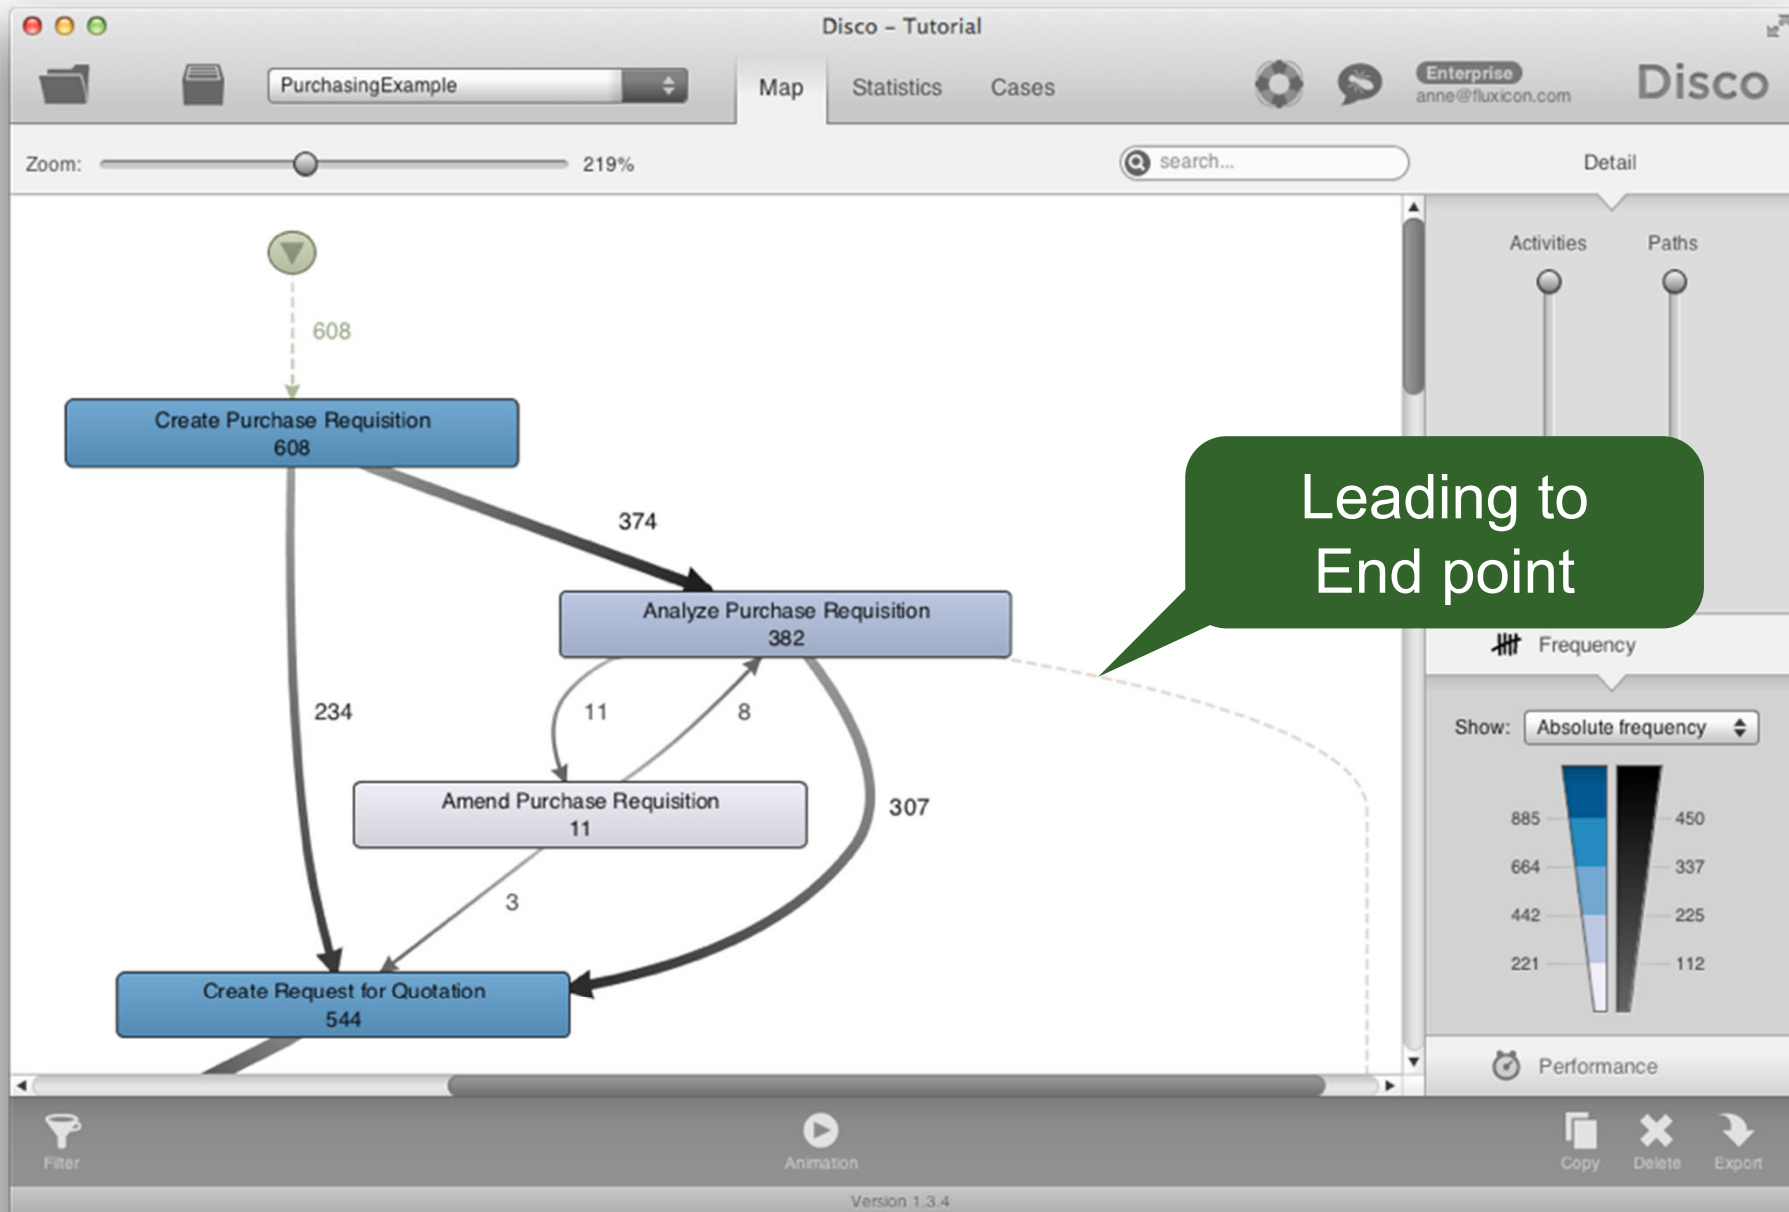 Disco – Tutorial
PurchasingExample
Map
Statistics
Cases
Enterprise
anne@fluxicon.com
Disco
Zoom:
219%
search...
Detail
Activities
Paths
608
Create Purchase Requisition
608
374
Leading to
End point
Analyze Purchase Requisition
382
Frequency
234
11
8
Show:
Absolute frequency
Amend Purchase Requisition
11
307
885
450
664
337
3
442
225
221
112
Create Request for Quotation
544
Performance
Filter
Animation
Copy
Delete
Export
Version 1.3.4